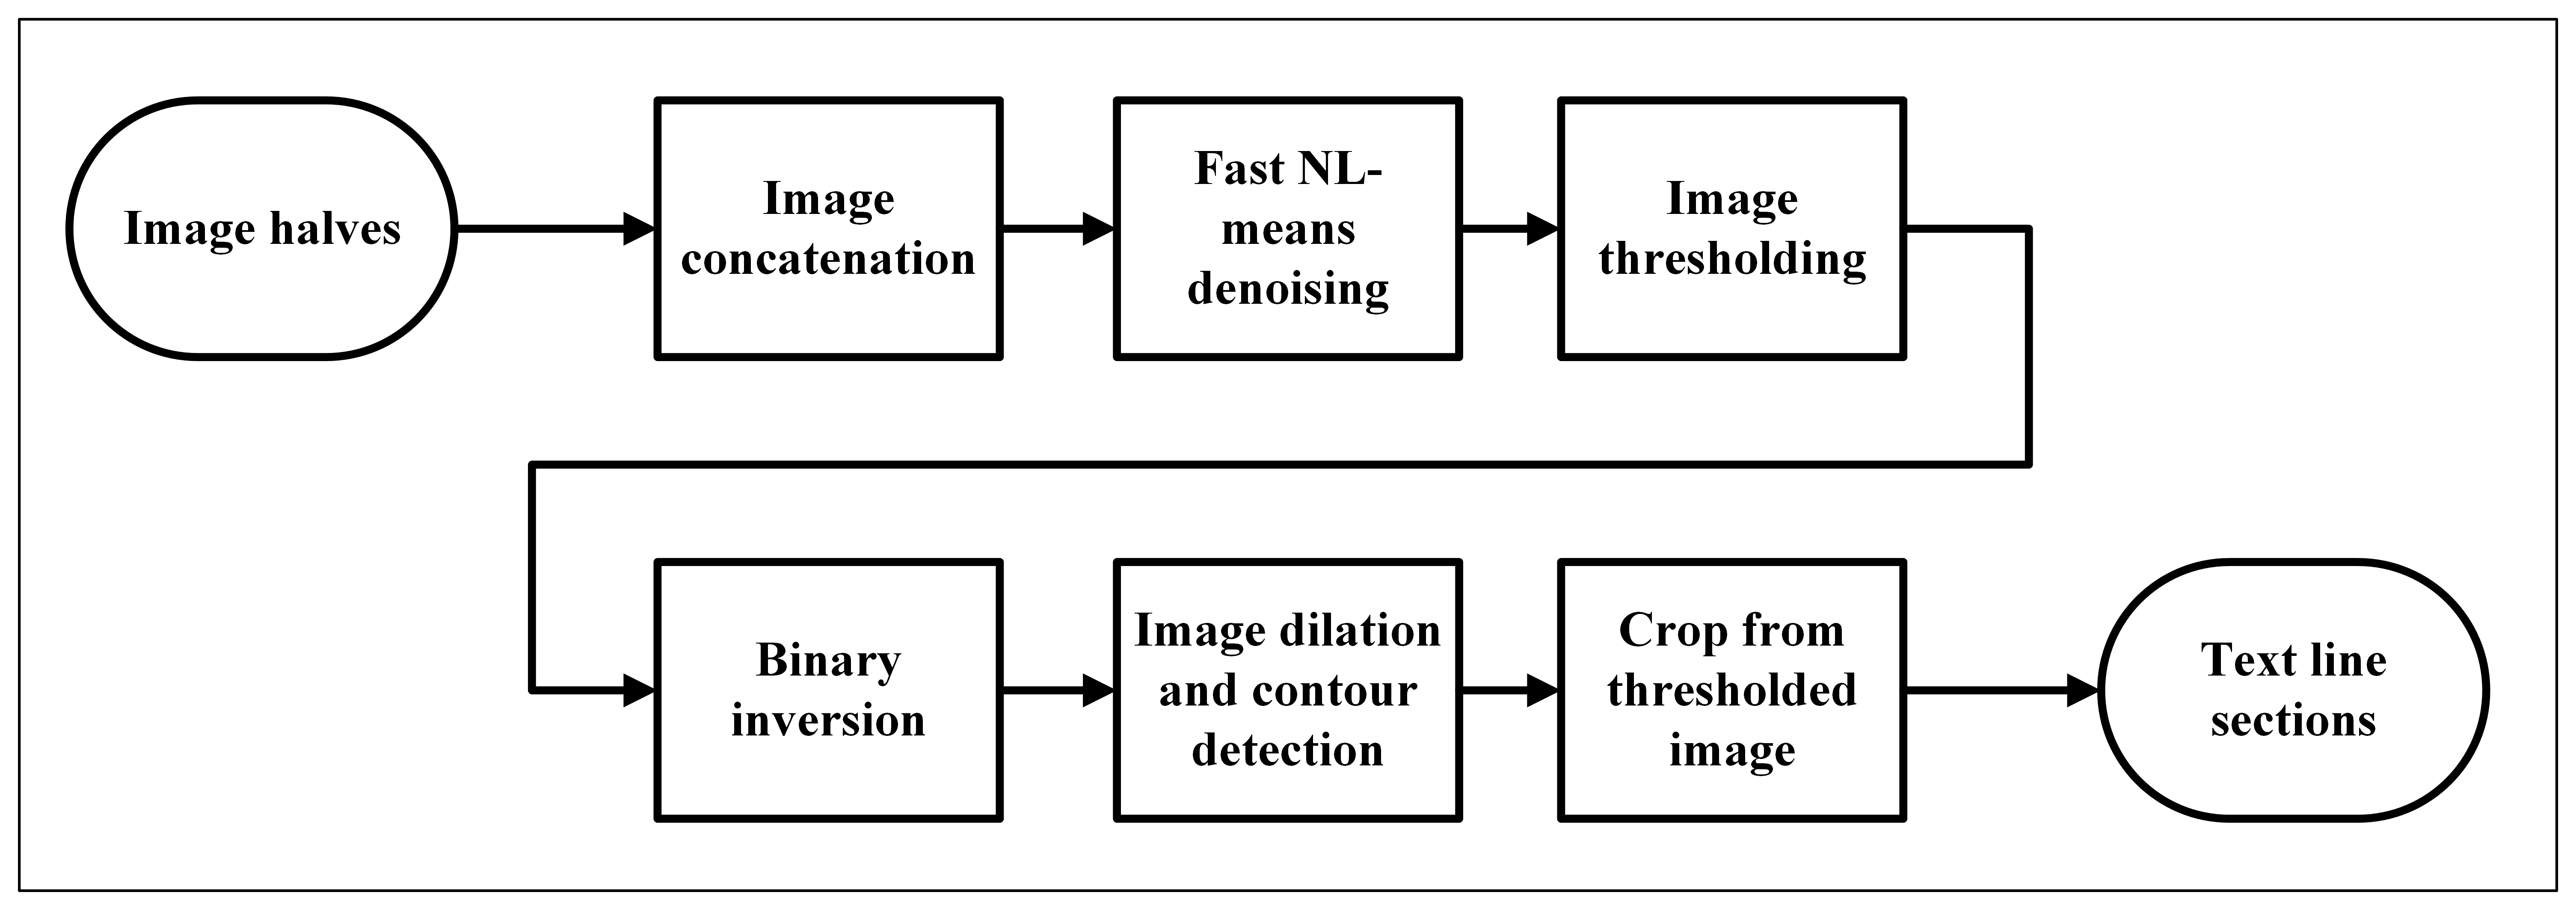 Image halves
Image
concatenation
Fast NL-
means
denoising
Image
thresholding
Binary
inversion
Image dilation
and contour
detection
Crop from
thresholded
image
Text line
sections